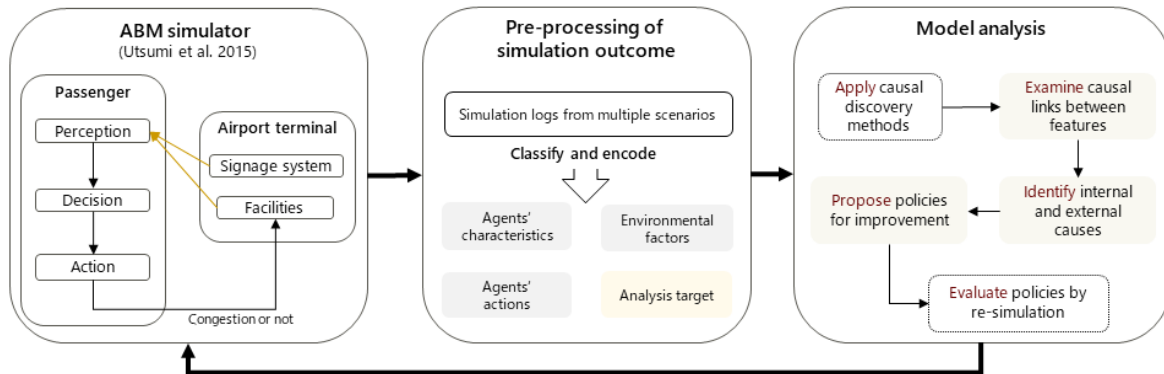 ABM simulator
(Utsumi et al. 2015)
Passenger
Perception
Decision
Action
Airport terminal
Signage system
Facilities
Congestion or not
Pre-processing of
simulation outcome
Simulation logs from multiple scenarios
Classify and encode
Agents'
characteristics
Environmental
factors
Agents'
actions
Analysis target
Model analysis
Apply causal
discovery
methods
Examine causal
links between
features
Identify internal
and external
causes
Propose policies
for improvement
Evaluate policies by
re-simulation